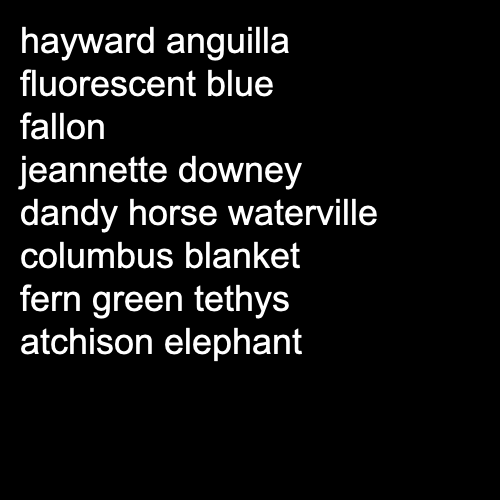 hayward anguilla
fluorescent blue
fallon
jeannette downey
dandy horse waterville
columbus blanket
fern green tethys
atchison elephant